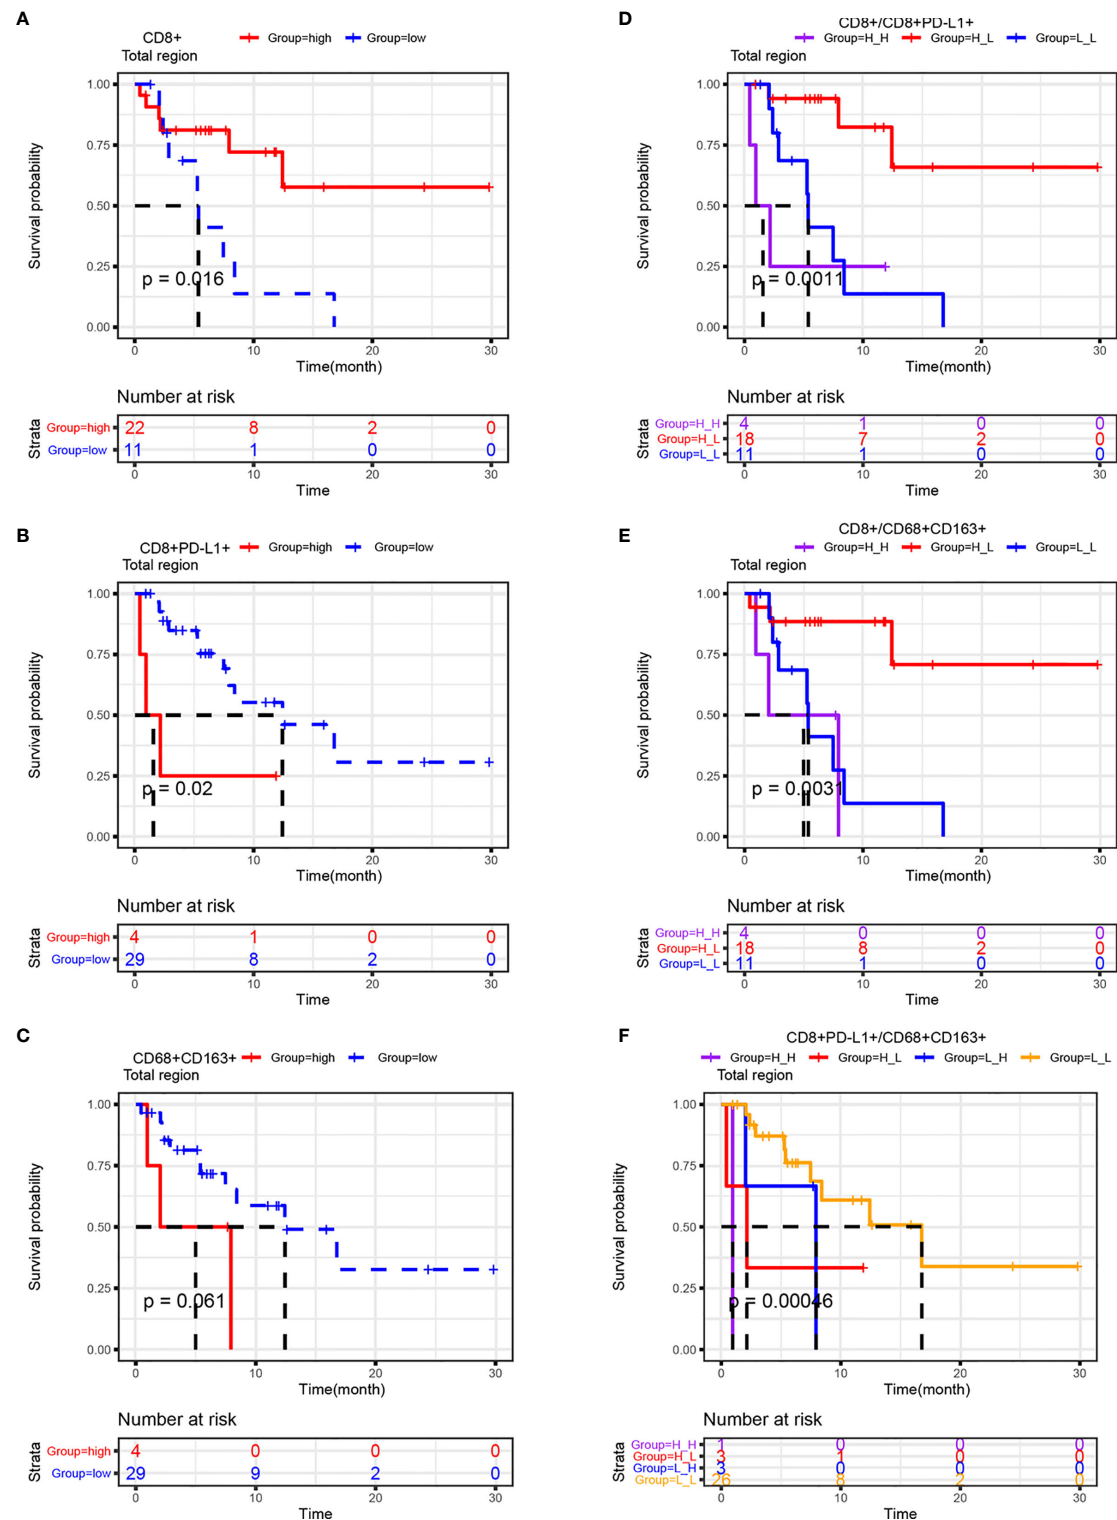 A
CD8+ Group=high Group=low
Total region
1.00
0.75
0.50
0.25
0.00
Survival probability
p = 0.016
0 10 20 30
Time(month)
Number at risk
Strata
Group=high 22 8 2 0
Group=low 11 1 0 0
0 10 20 30
Time
B
CD8+PD-L1+ Group=high Group=low
Total region
1.00
0.75
0.50
0.25
0.00
Survival probability
p = 0.02
0 10 20 30
Time(month)
Number at risk
Strata
Group=high 4 1 0 0
Group=low 29 8 2 0
0 10 20 30
Time
C
CD68+CD163+ Group=high Group=low
Total region
1.00
0.75
0.50
0.25
0.00
Survival probability
p = 0.061
0 10 20 30
Time(month)
Number at risk
Strata
Group=high 4 0 0 0
Group=low 29 9 2 0
0 10 20 30
Time
D
CD8+/CD8+PD-L1+
Group=H_H Group=H_L Group=L_L
Total region
1.00
0.75
0.50
0.25
0.00
Survival probability
p = 0.0011
0 10 20 30
Time(month)
Number at risk
Strata
Group=H_H 4 1 0 0
Group=H_L 18 7 2 0
Group=L_L 11 1 0 0
0 10 20 30
Time
E
CD8+/CD68+CD163+
Group=H_H Group=H_L Group=L_L
Total region
1.00
0.75
0.50
0.25
0.00
Survival probability
p = 0.0031
0 10 20 30
Time(month)
Number at risk
Strata
Group=H_H 4 0 0 0
Group=H_L 18 8 2 0
Group=L_L 11 1 0 0
0 10 20 30
Time
F
CD8+PD-L1+/CD68+CD163+
Group=H_H Group=H_L Group=L_H Group=L_L
Total region
1.00
0.75
0.50
0.25
0.00
Survival probability
p = 0.00046
0 10 20 30
Time(month)
Number at risk
Strata
Group=H_H 1 0 0 0
Group=H_L 3 1 0 0
Group=L_H 3 0 0 0
Group=L_L 26 8 2 0
0 10 20 30
Time